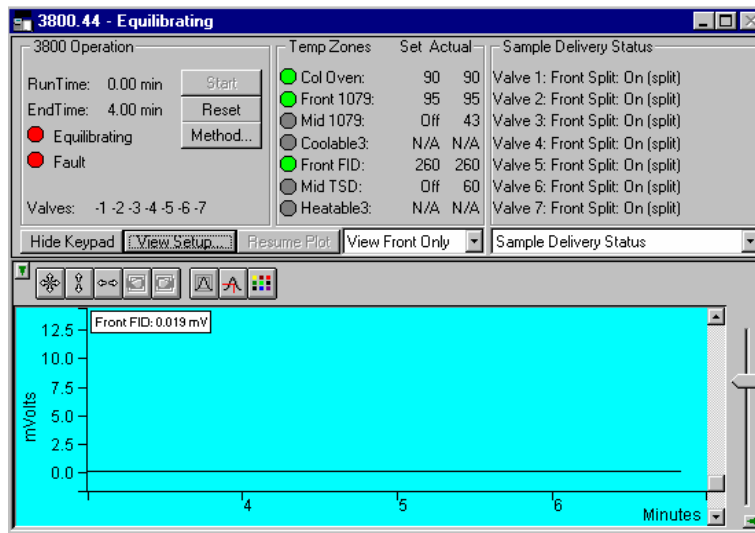 3800.44 - Equilibrating
3800 Operation
RunTime: 0.00 min
Start
EndTime: 4.00 min
Reset
Equilibrating
Method...
Fault
Valves: -1 -2 -3 -4 -5 -6 -7
Temp Zones Set Actual
Col Oven: 90 90
Front 1079: 95 95
Mid 1079: Off 43
Coolable3: N/A N/A
Front FID: 260 260
Mid TSD: Off 60
Heatable3: N/A N/A
Sample Delivery Status
Valve 1: Front Split: On (split)
Valve 2: Front Split: On (split)
Valve 3: Front Split: On (split)
Valve 4: Front Split: On (split)
Valve 5: Front Split: On (split)
Valve 6: Front Split: On (split)
Valve 7: Front Split: On (split)
Hide Keypad View Setup... Resume Plot View Front Only Sample Delivery Status
Front FID: 0.019 mV
12.5
10.0
7.5
5.0
2.5
0.0
mVolts
4 5 6
Minutes